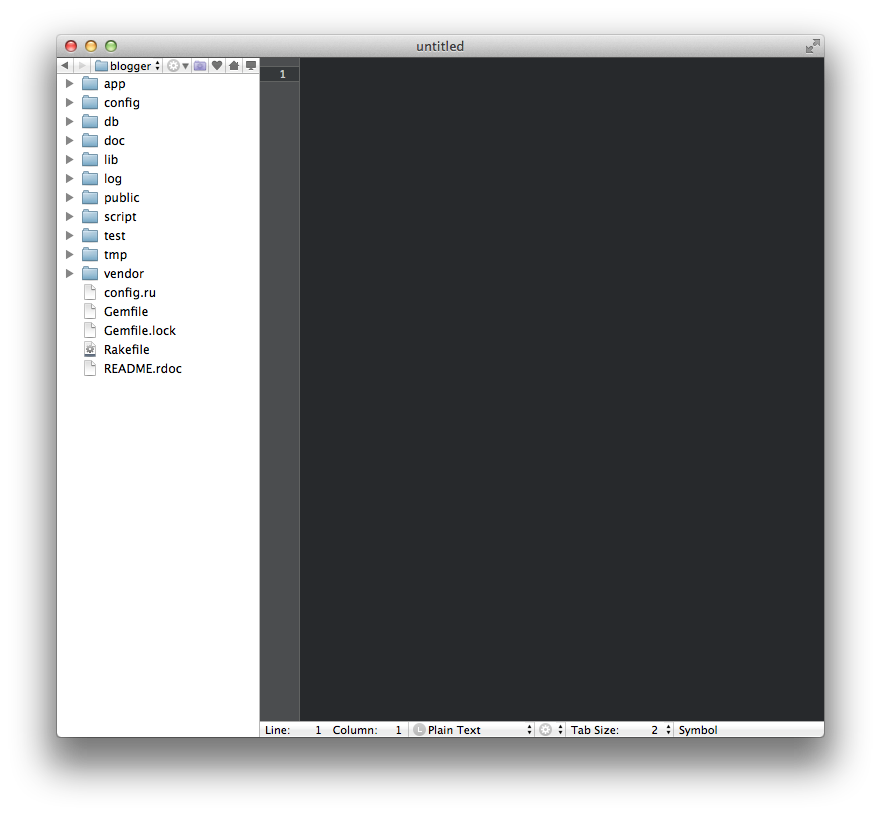 untitled
blogger
1
app
config
db
doc
lib
log
public
script
test
tmp
vendor
config.ru
Gemfile
Gemfile.lock
Rakefile
README.rdoc
Line: 1 Column: 1 L Plain Text Tab Size: 2 Symbol